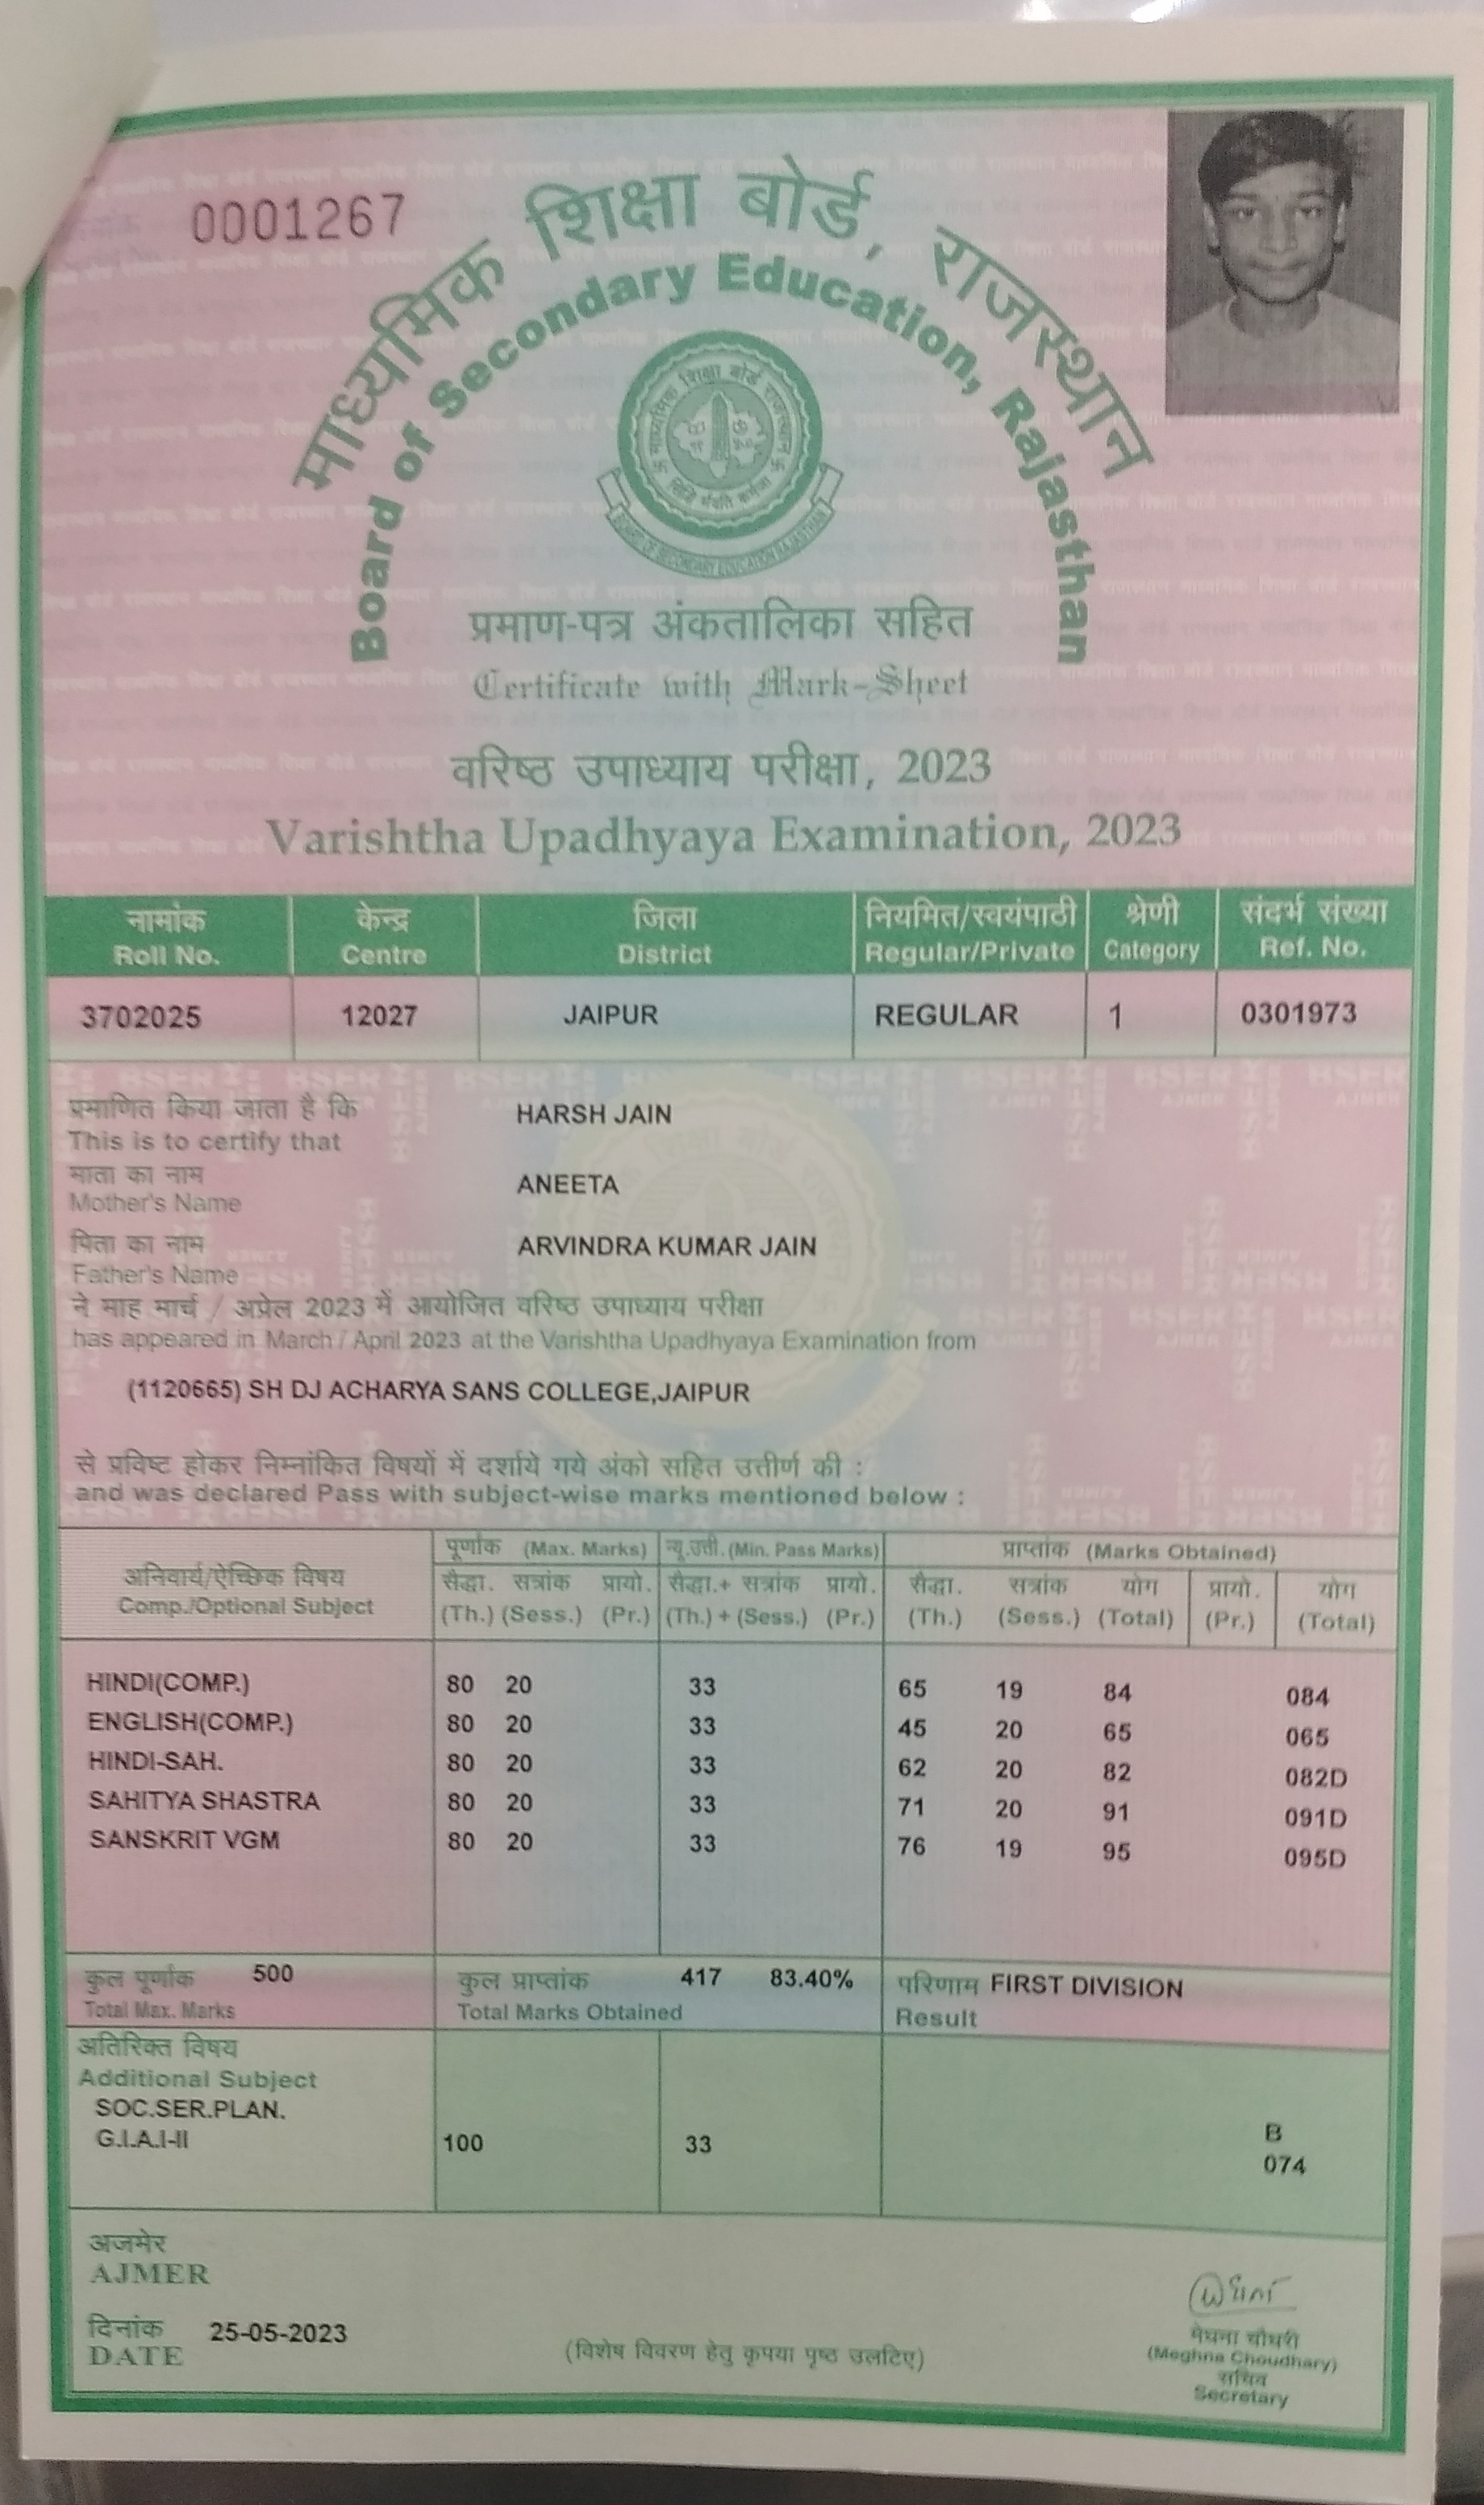 0001267
माध्यमिक शिक्षा बोर्ड, राजस्थान
Board of Secondary Education, Rajasthan
माध्यमिक शिक्षा बोर्ड राजस्थान
BOARD OF SECONDARY EDUCATION RAJASTHAN
प्रमाण-पत्र अंकतालिका सहित
Certificate with Mark-Sheet
वरिष्ठ उपाध्याय परीक्षा, 2023
Varishtha Upadhyaya Examination, 2023
नामांक केन्द्र जिला नियमित/स्वयंपाठी श्रेणी संदर्भ संख्या
Roll No. Centre District Regular/Private Category Ref. No.
3702025 12027 JAIPUR REGULAR 1 0301973
प्रमाणित किया जाता है कि HARSH JAIN
This is to certify that
माता का नाम ANEETA
Mother's Name
पिता का नाम ARVINDRA KUMAR JAIN
Father's Name
ने माह मार्च / अप्रेल 2023 में आयोजित वरिष्ठ उपाध्याय परीक्षा
has appeared in March / April 2023 at the Varishtha Upadhyaya Examination from
(1120665) SH DJ ACHARYA SANS COLLEGE,JAIPUR
से प्रविष्ट होकर निम्नांकित विषयों में दर्शाये गये अंको सहित उत्तीर्ण की :
and was declared Pass with subject-wise marks mentioned below :
पूर्णांक (Max. Marks) न्यू.उत्ती. (Min. Pass Marks) प्राप्तांक (Marks Obtained)
अनिवार्य/ऐच्छिक विषय सैद्धा. सत्रांक प्रायो. सैद्धा.+ सत्रांक प्रायो. सैद्धा. सत्रांक योग प्रायो. योग
Comp./Optional Subject (Th.) (Sess.) (Pr.) (Th.) + (Sess.) (Pr.) (Th.) (Sess.) (Total) (Pr.) (Total)
HINDI(COMP.) 80 20 33 65 19 84 084
ENGLISH(COMP.) 80 20 33 45 20 65 065
HINDI-SAH. 80 20 33 62 20 82 082D
SAHITYA SHASTRA 80 20 33 71 20 91 091D
SANSKRIT VGM 80 20 33 76 19 95 095D
कुल पूर्णांक 500 कुल प्राप्तांक 417 83.40% परिणाम FIRST DIVISION
Total Max. Marks Total Marks Obtained Result
अतिरिक्त विषय
Additional Subject
SOC.SER.PLAN. B
G.I.A.I-II 100 33 074
अजमेर
AJMER
दिनांक 25-05-2023
DATE
(विशेष विवरण हेतु कृपया पृष्ठ उलटिए)
मेघना चौधरी
(Meghna Choudhary)
सचिव
Secretary